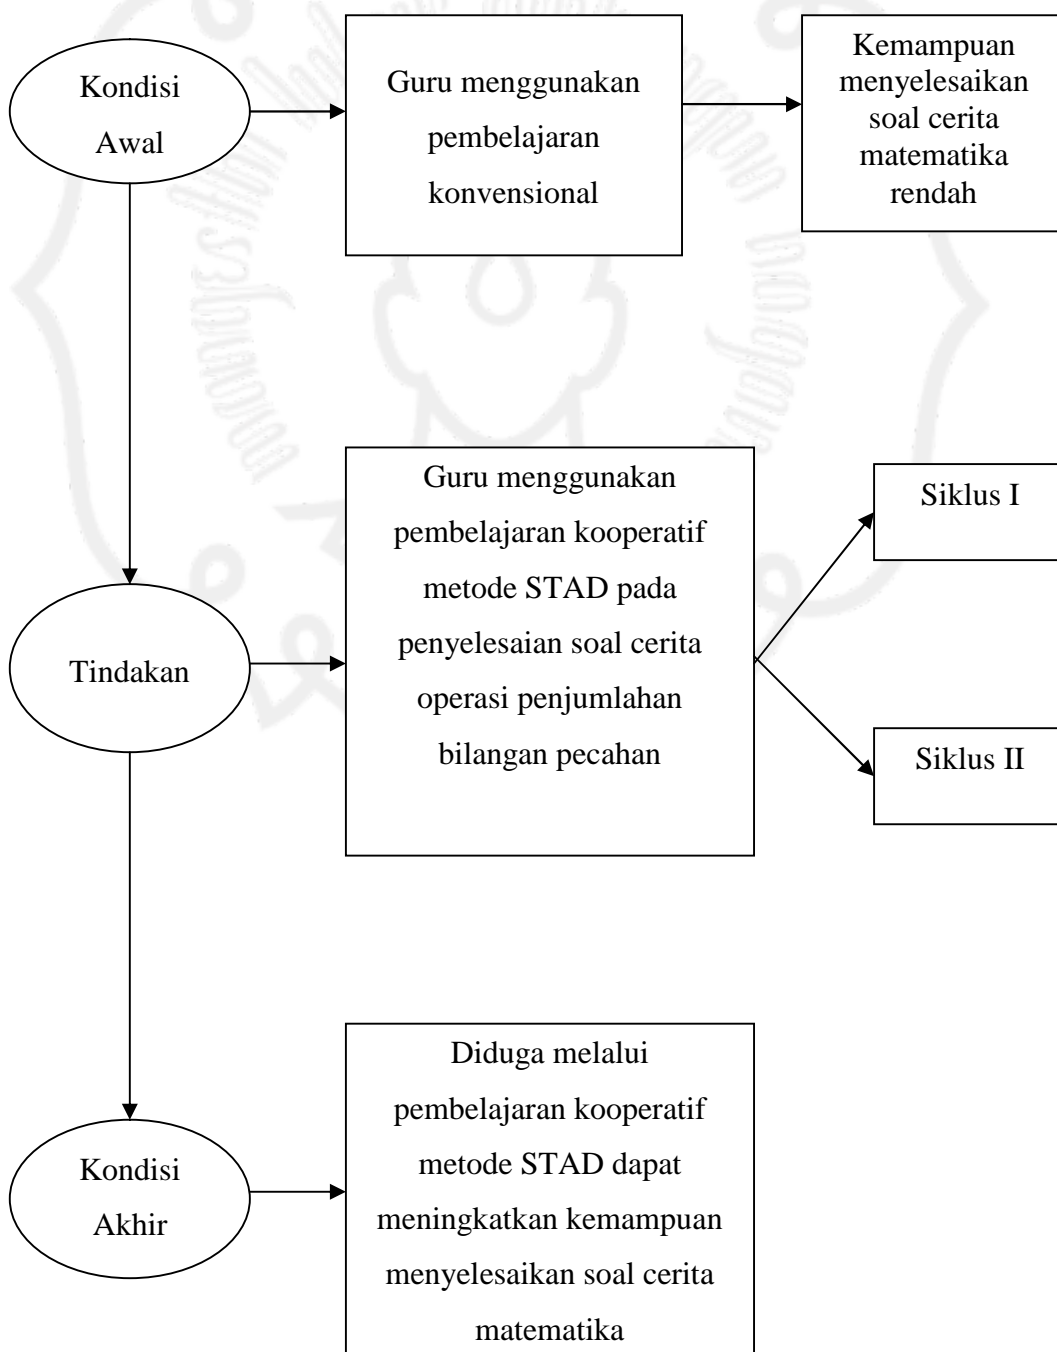 Kondisi
Awal
Guru menggunakan
pembelajaran
konvensional
Kemampuan
menyelesaikan
soal cerita
matematika
rendah
Tindakan
Guru menggunakan
pembelajaran kooperatif
metode STAD pada
penyelesaian soal cerita
operasi penjumlahan
bilangan pecahan
Siklus I
Siklus II
Kondisi
Akhir
Diduga melalui
pembelajaran kooperatif
metode STAD dapat
meningkatkan kemampuan
menyelesaikan soal cerita
matematika